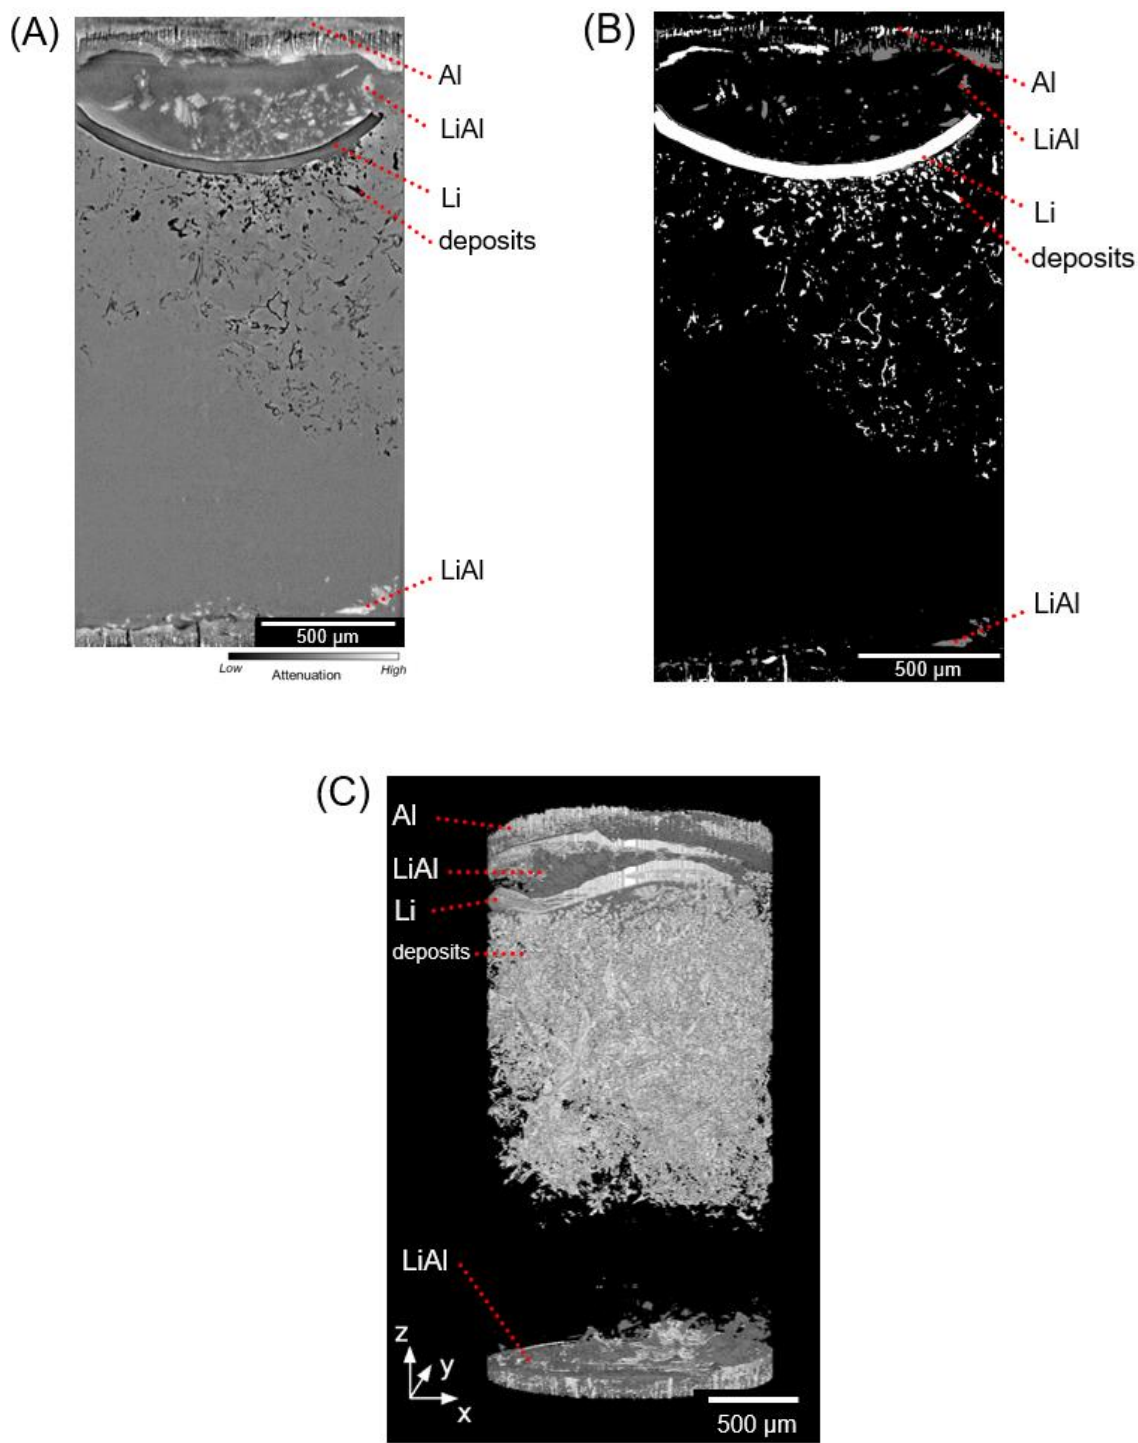 (A)
Al
LiAl
Li
deposits
LiAl
500 µm
Low
High
Attenuation
(B)
Al
LiAl
Li
deposits
LiAl
500 µm
(C)
Al
LiAl
Li
deposits
LiAl
z
y
x
500 µm